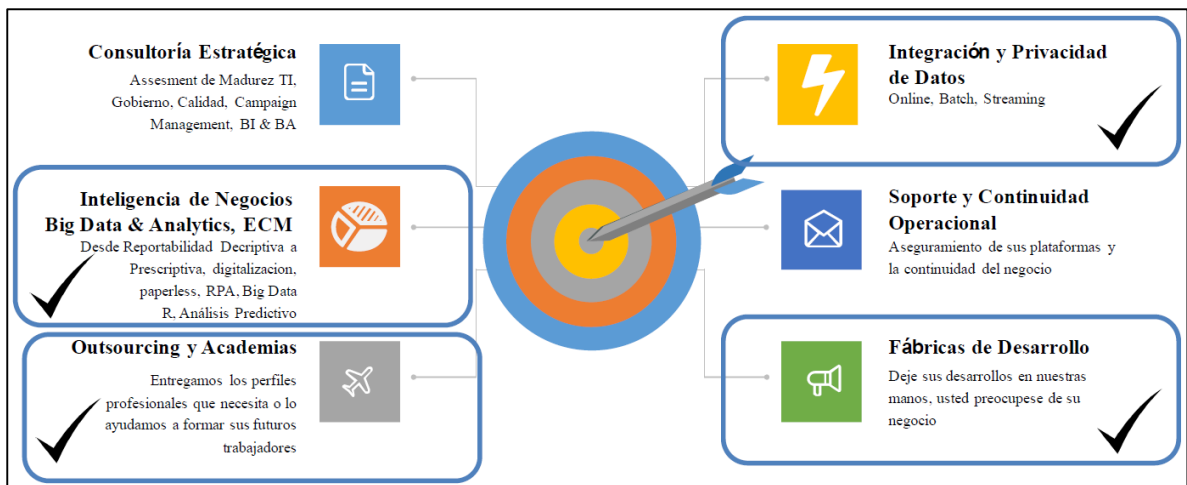 Consultoría Estratégica
Assesment de Madurez TI,
Gobierno, Calidad, Campaign
Management, BI & BA
Inteligencia de Negocios
Big Data & Analytics, ECM
Desde Reportabilidad Decriptiva a
Prescriptiva, digitalizacion,
paperless, RPA, Big Data
R, Análisis Predictivo
Outsourcing y Academias
Entregamos los perfiles
profesionales que necesita o lo
ayudamos a formar sus futuros
trabajadores
Integración y Privacidad
de Datos
Online, Batch, Streaming
Soporte y Continuidad
Operacional
Aseguramiento de sus plataformas y
la continuidad del negocio
Fábricas de Desarrollo
Deje sus desarrollos en nuestras
manos, usted preocupese de su
negocio